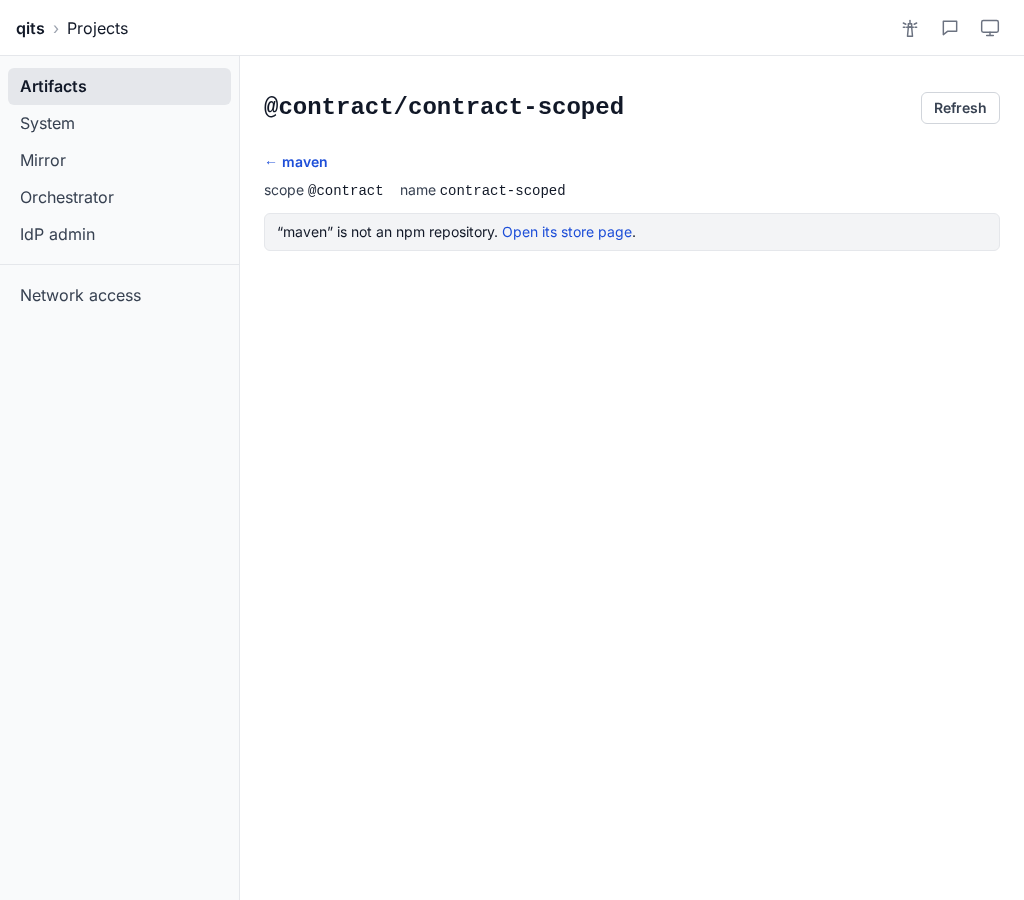 qits › Projects
Artifacts
System
Mirror
Orchestrator
IdP admin
Network access
@contract/contract-scoped
Refresh
← maven
scope @contract name contract-scoped
“maven” is not an npm repository. Open its store page.